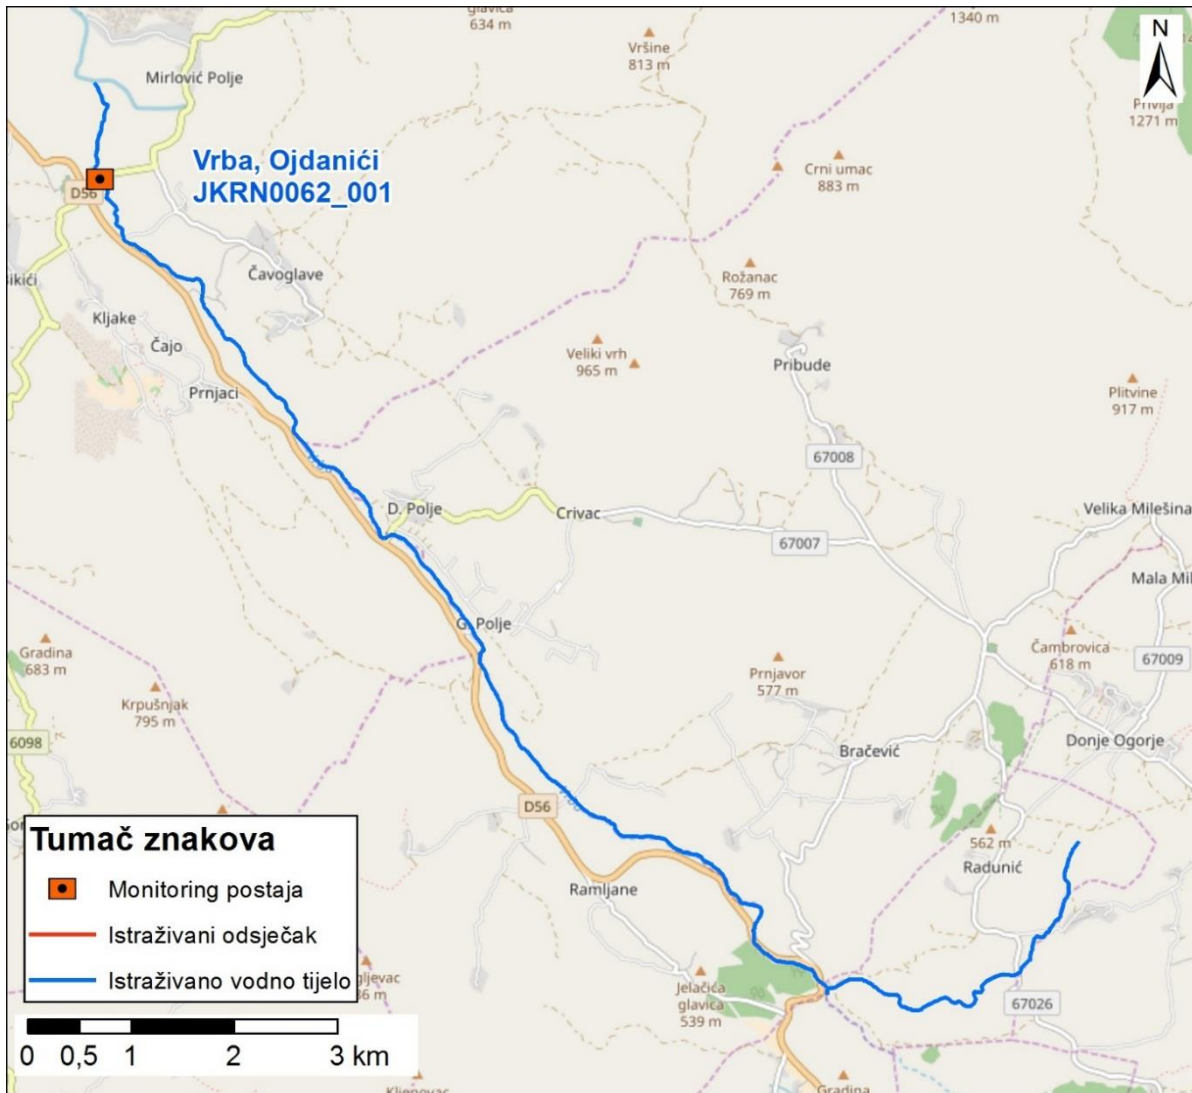 glavica
634 m
1340 m
Vršine
813 m
N
Mirlović Polje
Privija
1271 m
Vrba, Ojdanići
JKRN0062_001
Crni umac
883 m
D56
Čavoglave
Rožanac
769 m
Kljake
Čajo
Veliki vrh
965 m
Pribude
Prnjaci
Plitvine
917 m
67008
D. Polje
Crivac
Velika Milešina
67007
Mala Mil
G. Polje
Čambrovica
618 m
Gradina
683 m
67009
Prnjavor
577 m
Krpušnjak
795 m
6098
Bračević
Donje Ogorje
Vrba
D56
562 m
Radunić
Ramljane
Tumač znakova
Monitoring postaja
Istraživani odsječak
Istraživano vodno tijelo
Jelačića
glavica
539 m
67026
0 0,5 1 2 3 km
Gradina